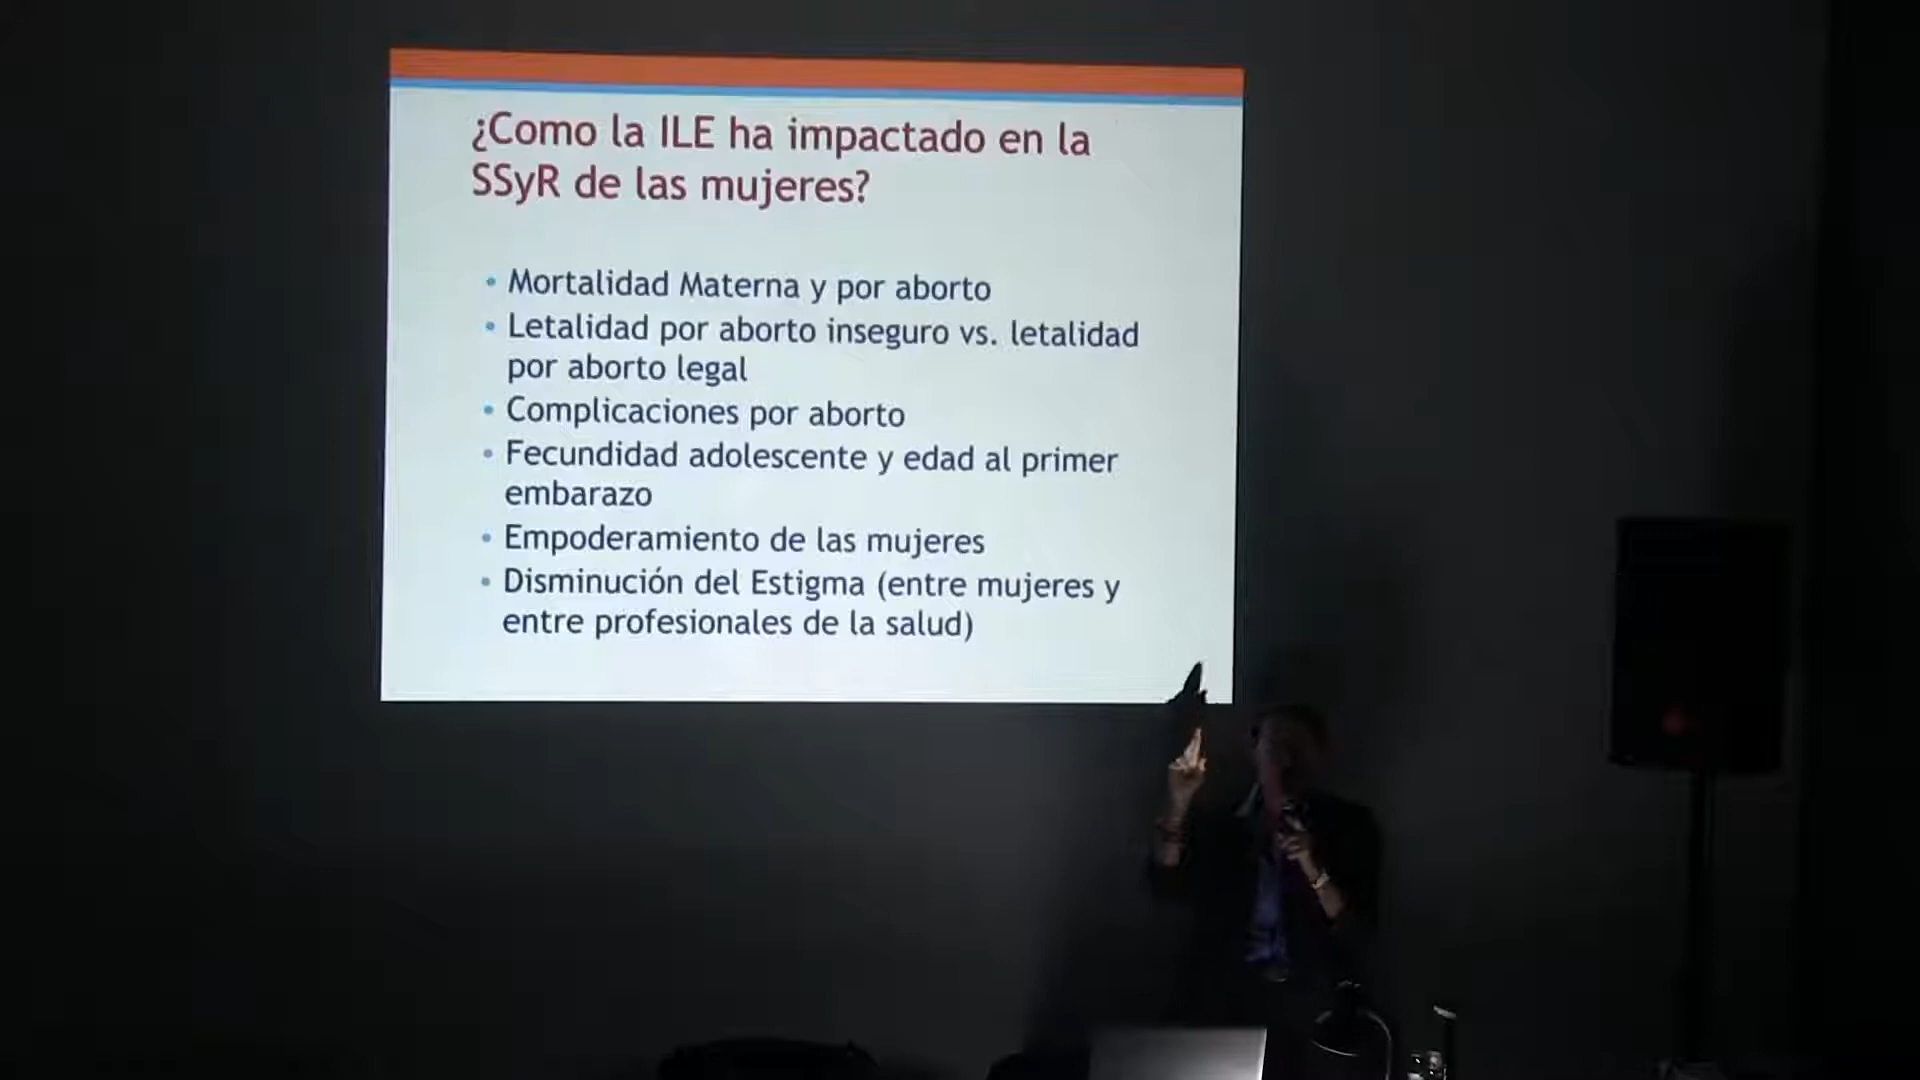 ¿Como la ILE ha impactado en la
SSyR de las mujeres?
• Mortalidad Materna y por aborto
• Letalidad por aborto inseguro vs. letalidad
por aborto legal
• Complicaciones por aborto
• Fecundidad adolescente y edad al primer
embarazo
• Empoderamiento de las mujeres
• Disminución del Estigma (entre mujeres y
entre profesionales de la salud)